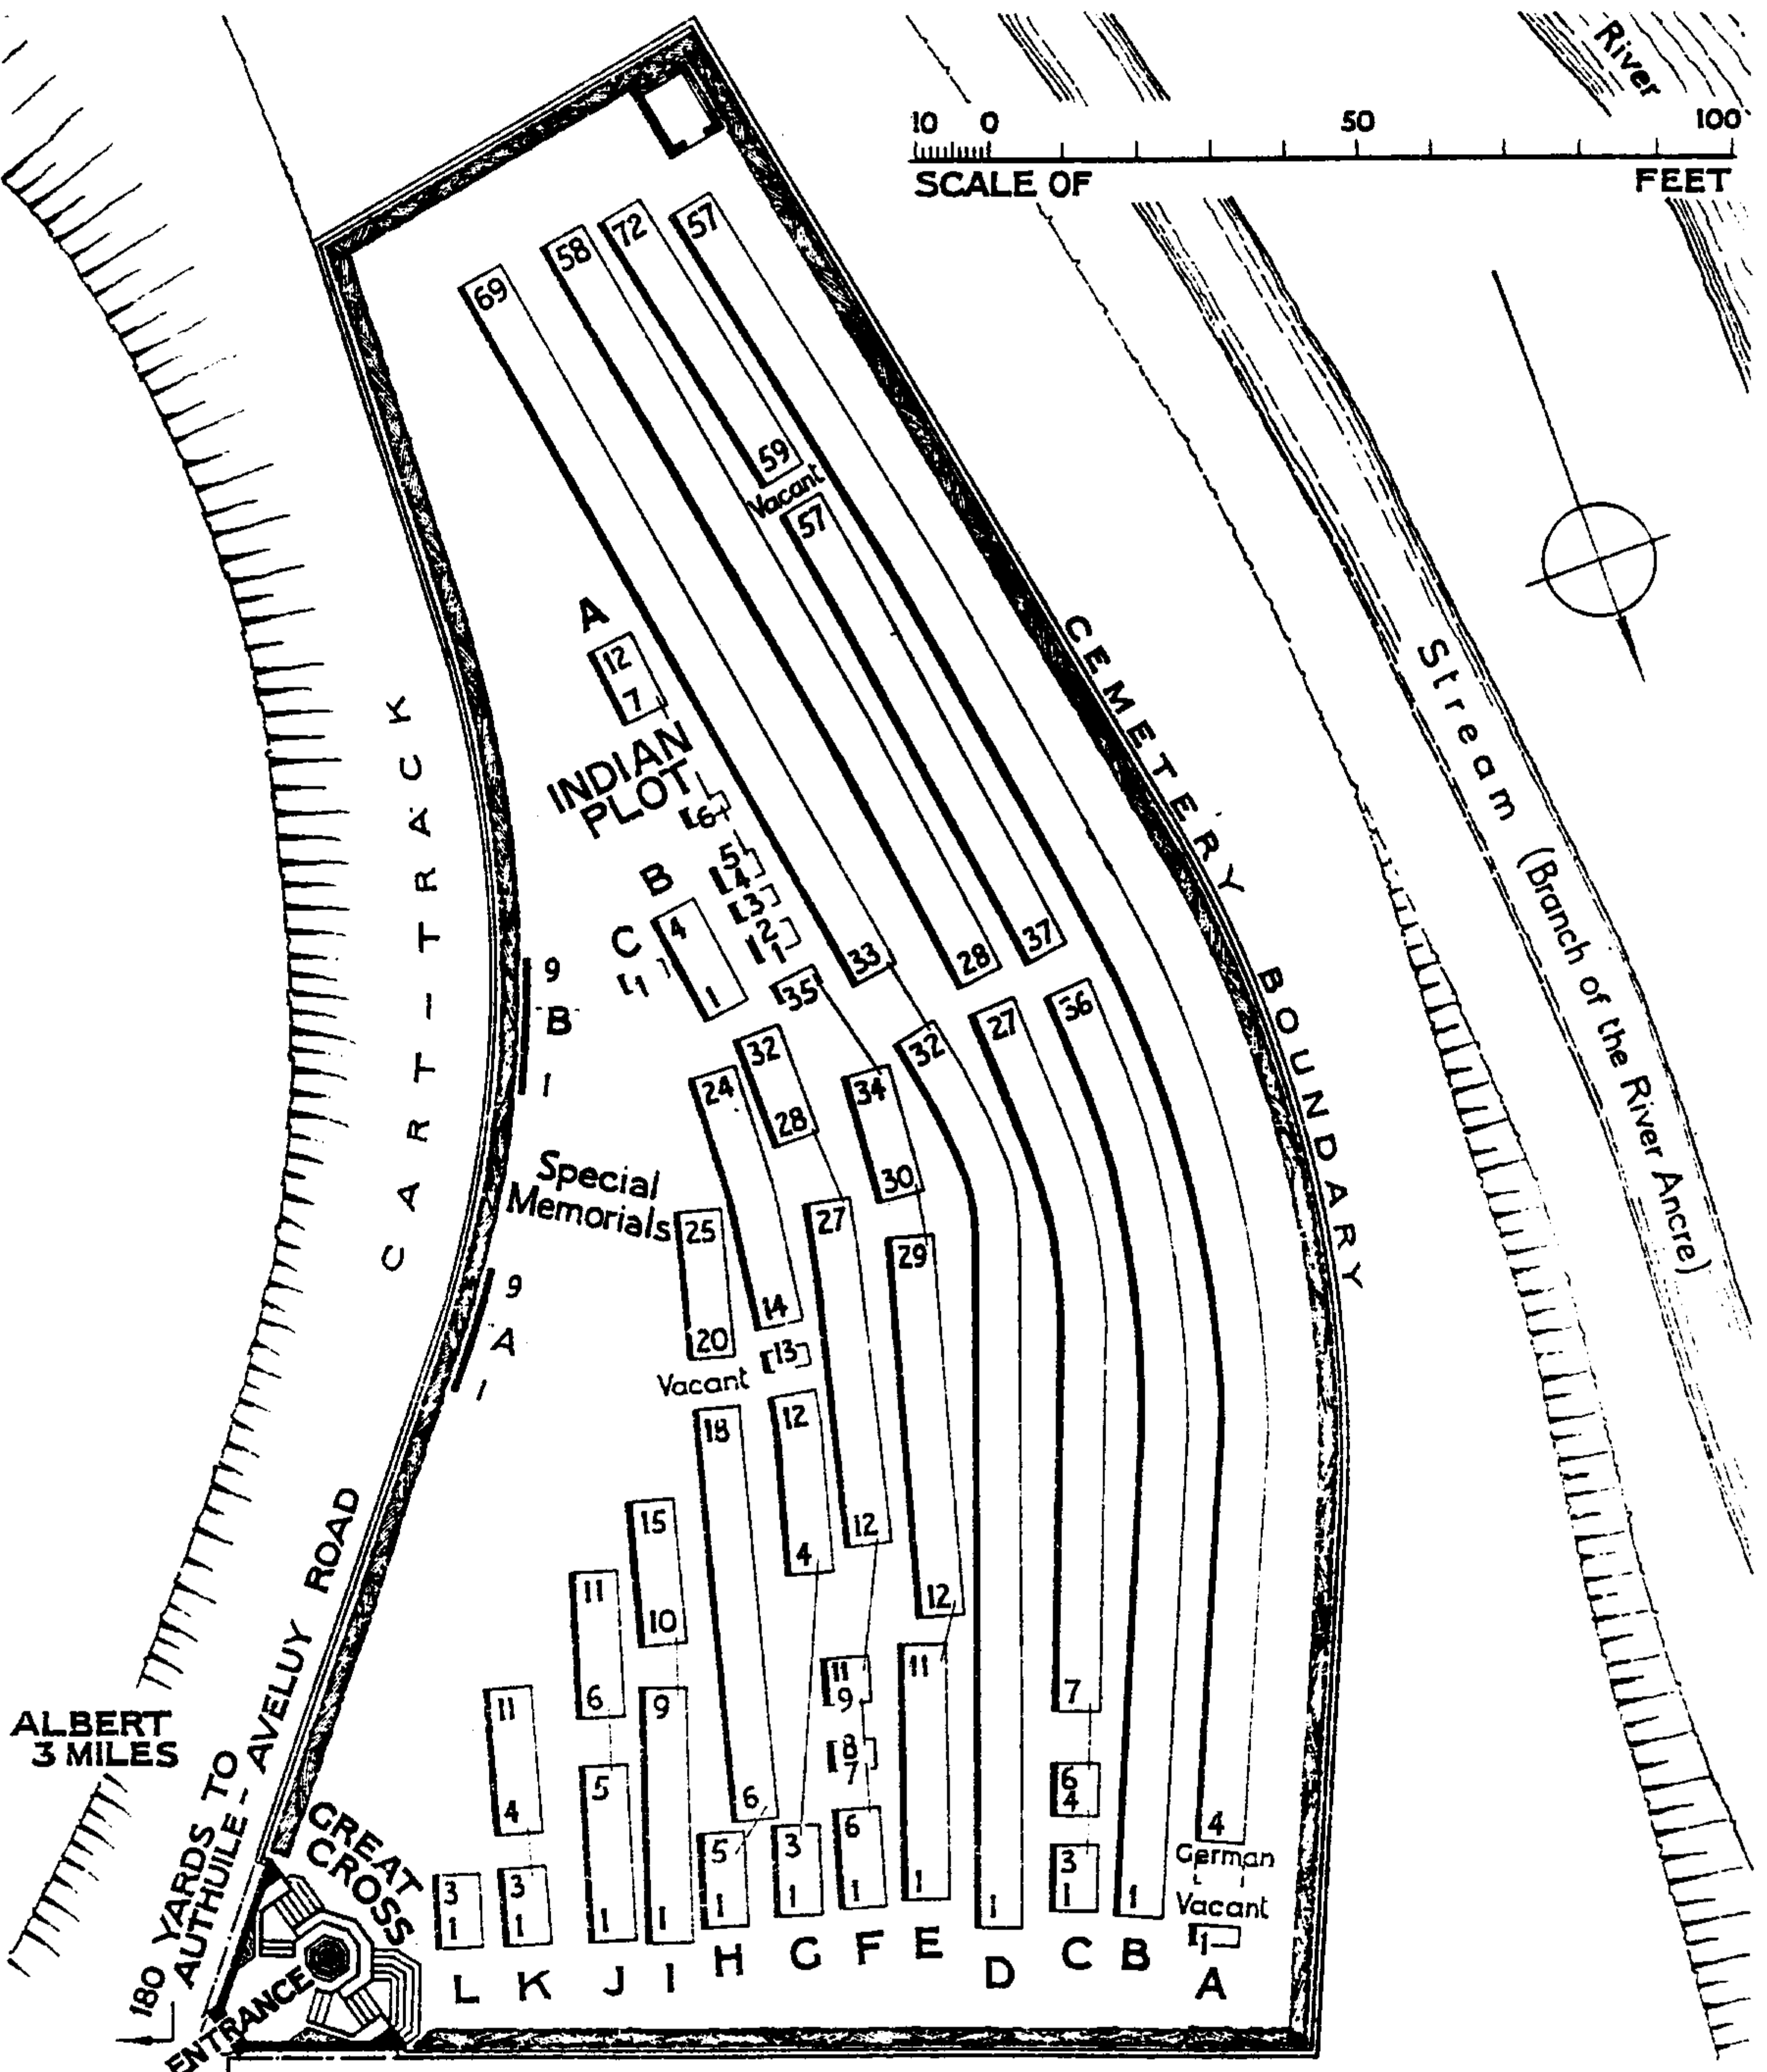 River
10 0 50 100
SCALE OF FEET
57
72
58
69
59
Vacant
57
A
12
7
INDIAN
PLOT
6
5
4
3
2
1
B
4
1
C
1
33
28
37
35
32
27
36
CEMETERY BOUNDARY
Stream (Branch of the River Ancre)
CART-TRACK
9
B
1
32
28
24
14
34
30
Special
Memorials
25
20
27
12
29
12
9
A
1
13
Vacant
18
6
12
4
15
10
11
6
11
4
11
9
8
7
11
1
9
1
5
1
7
6
4
3
1
4
German
Vacant
1
3
1
3
1
5
1
3
1
6
1
1
1
L K J I H G F E D C B A
ALBERT
3 MILES
180 YARDS TO
AUTHUILE-AVELUY ROAD
GREAT
CROSS
ENTRANCE